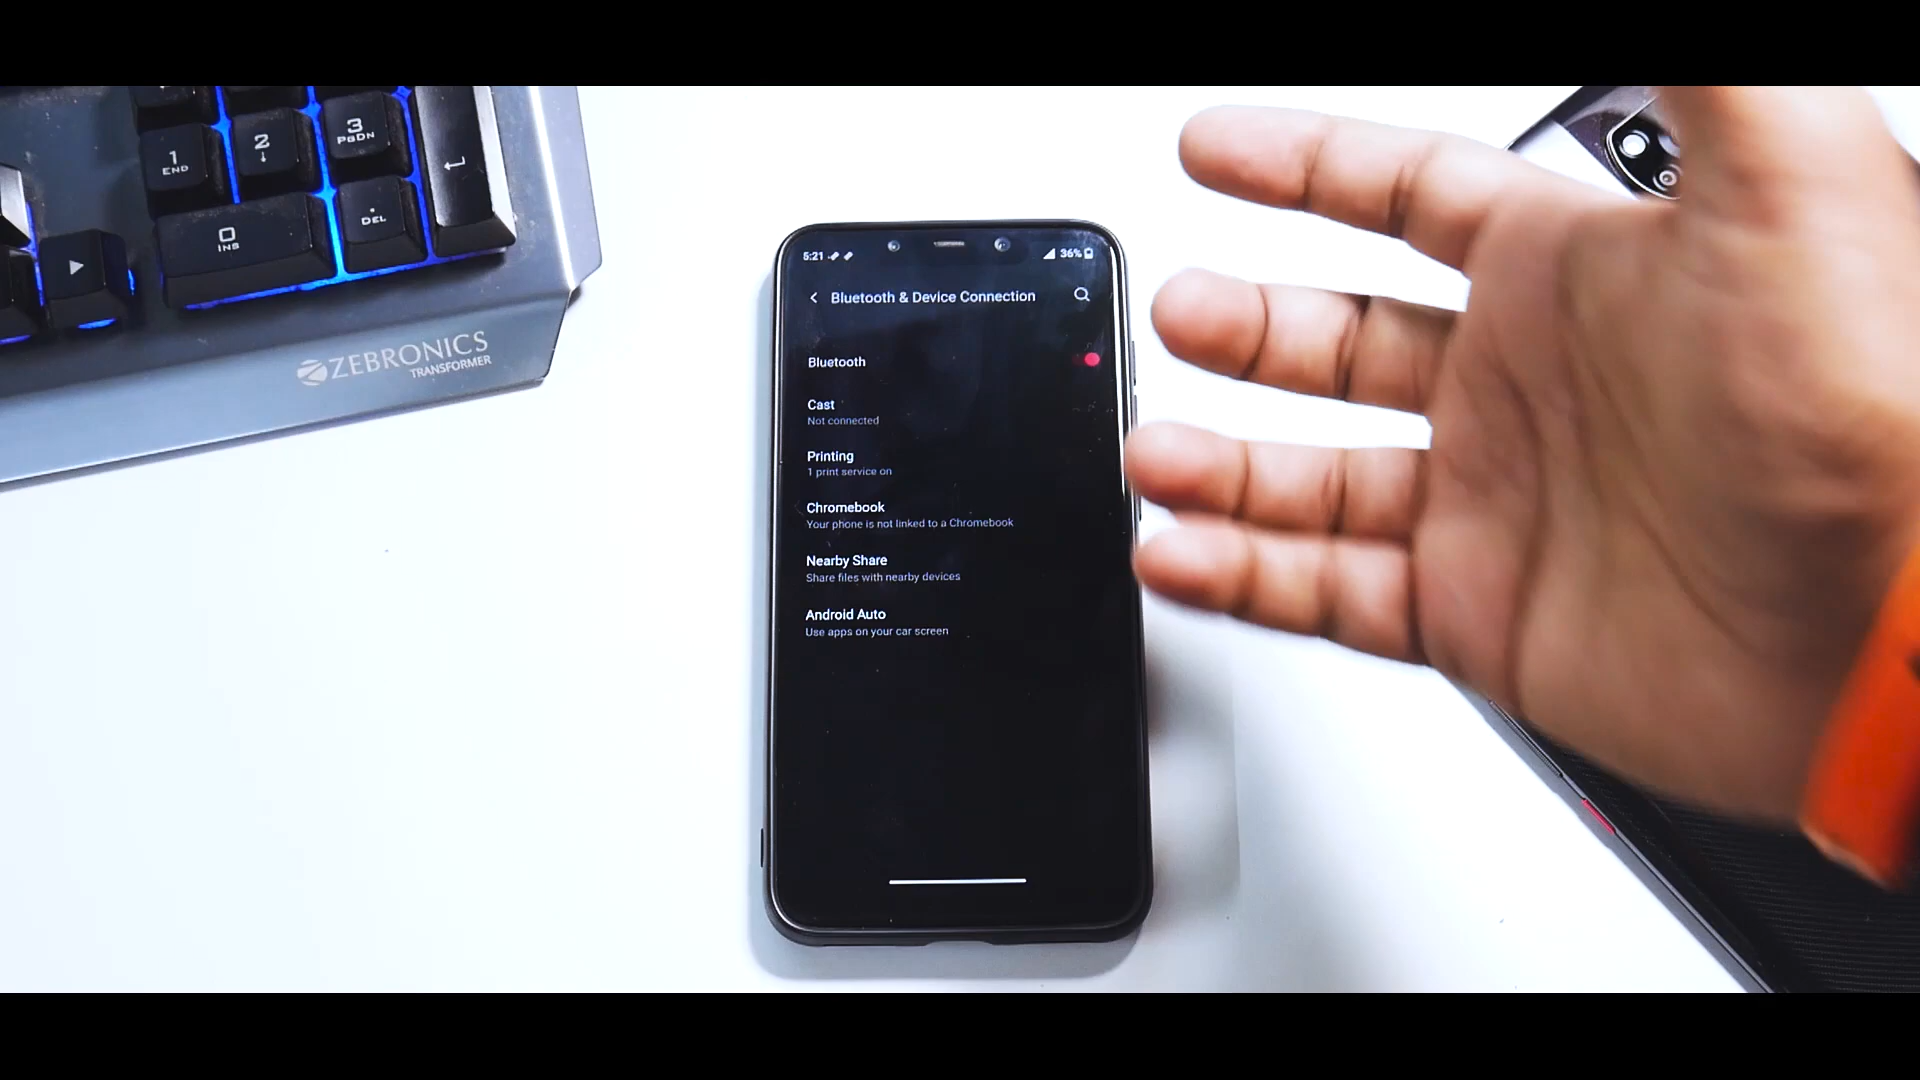 1
END
2
3
PGDN
0
INS
DEL
ZEBRONICS
TRANSFORMER
5:21
36%
Bluetooth & Device Connection
Bluetooth
Cast
Not connected
Printing
1 print service on
Chromebook
Your phone is not linked to a Chromebook
Nearby Share
Share files with nearby devices
Android Auto
Use apps on your car screen